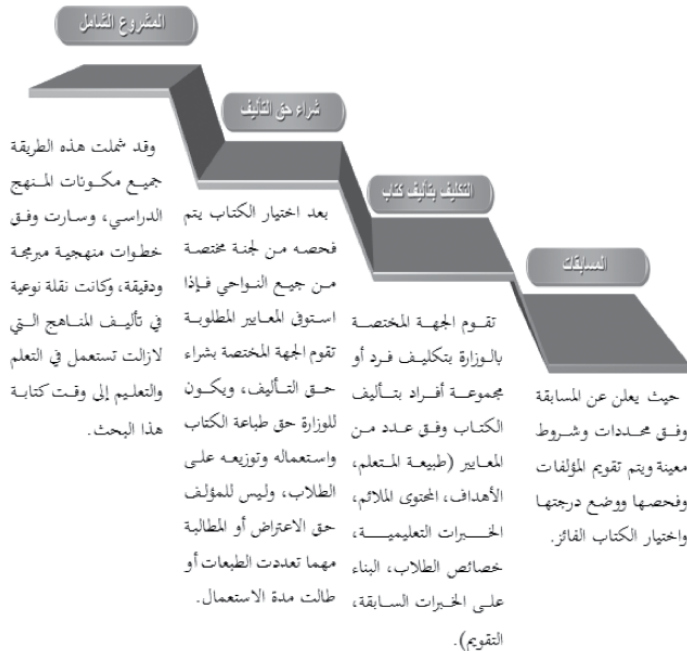 المسابقات
حيث يعلن عن المسابقة
وفق محددات وشروط
معينة ويتم تقويم المؤلفات
وفحصها ووضع درجتها
واختيار الكتاب الفائز.
التكليف بتأليف كتاب
تقوم الجهة المختصة
بالوزارة بتكليف فرد أو
مجموعة أفراد بتأليف
الكتاب وفق عدد من
المعايير (طبيعة المتعلم،
الأهداف، المحتوى الملائم،
الخبرات التعليمية،
خصائص الطلاب، البناء
على الخبرات السابقة،
التقويم).
شراء حق التأليف
بعد اختيار الكتاب يتم
فحصه من لجنة مختصة
من جميع النواحي فإذا
استوفى المعايير المطلوبة
تقوم الجهة المختصة بشراء
حق التأليف، ويكون
للوزارة حق طباعة الكتاب
واستعماله وتوزيعه على
الطلاب، وليس للمؤلف
حق الاعتراض أو المطالبة
مهما تعددت الطبعات أو
طالت مدة الاستعمال.
المشروع الشامل
وقد شملت هذه الطريقة
جميع مكونات المنهج
الدراسي، وسارت وفق
خطوات منهجية مبرمجة
ودقيقة، وكانت نقلة نوعية
في تأليف المناهج التي
لازالت تستعمل في التعلم
والتعليم إلى وقت كتابة
هذا البحث.